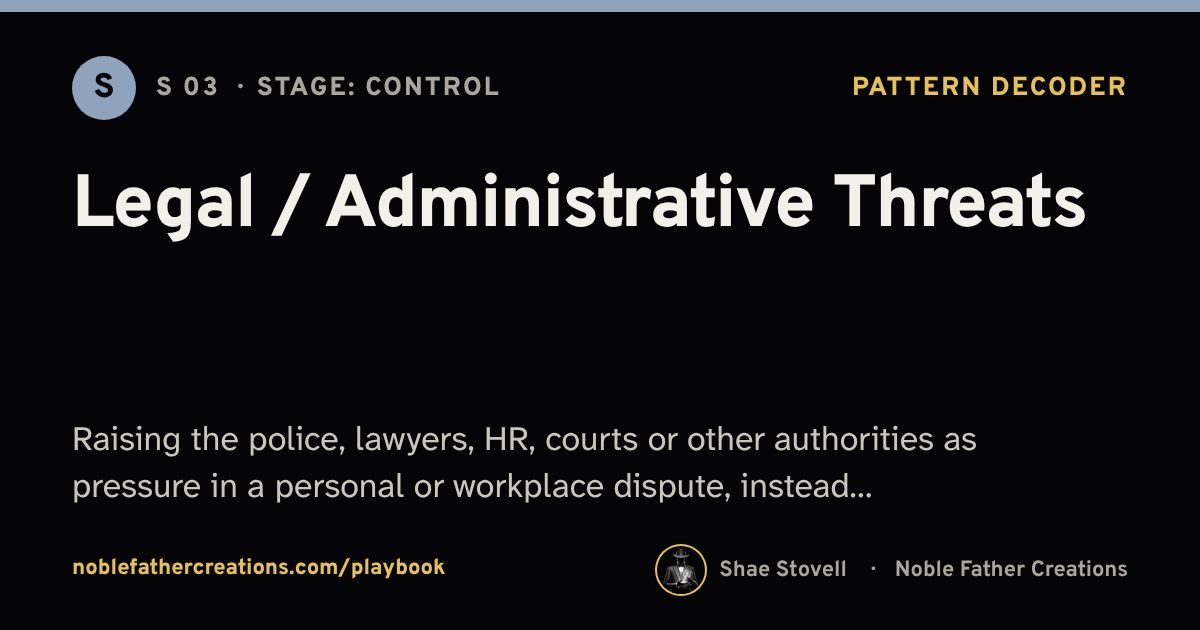 S
S 03 · STAGE: CONTROL
PATTERN DECODER
Legal / Administrative Threats
Raising the police, lawyers, HR, courts or other authorities as
pressure in a personal or workplace dispute, instead...
noblefathercreations.com/playbook
Shae Stovell · Noble Father Creations